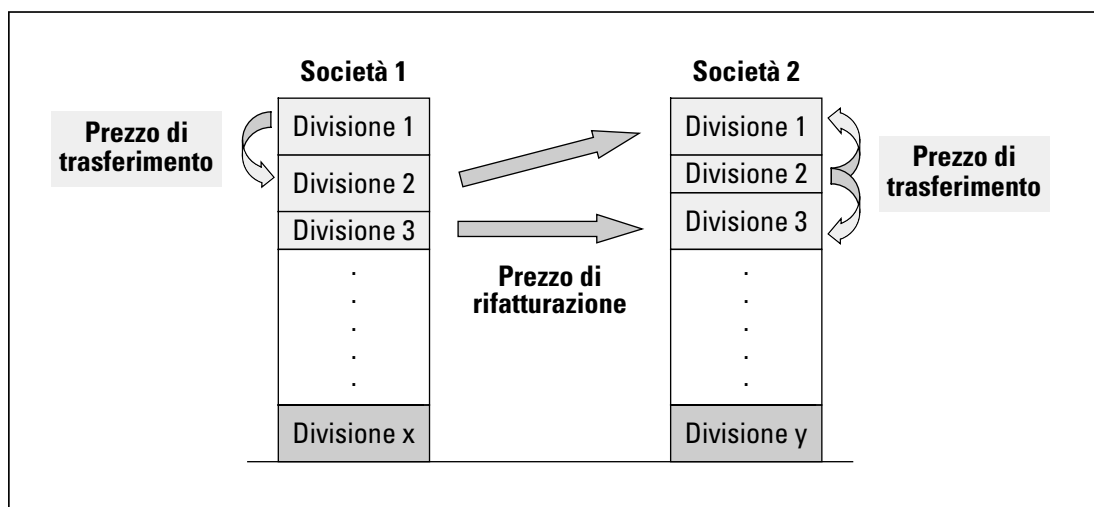 Società 1
Società 2
Prezzo di
trasferimento
Divisione 1
Divisione 2
Divisione 3
.
.
.
.
.
Divisione x
Prezzo di
rifatturazione
Divisione 1
Divisione 2
Divisione 3
.
.
.
.
.
Divisione y
Prezzo di
trasferimento